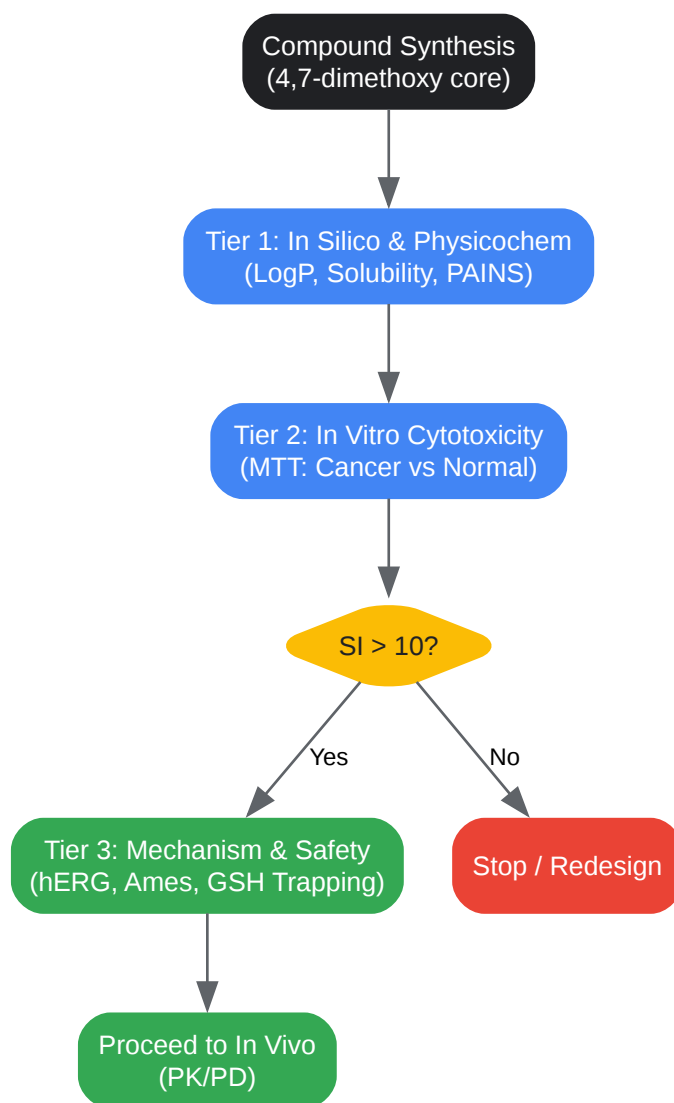 Compound Synthesis
(4,7-dimethoxy core)
Tier 1: In Silico & Physicochem
(LogP, Solubility, PAINS)
Tier 2: In Vitro Cytotoxicity
(MTT: Cancer vs Normal)
SI > 10?
Yes
No
Tier 3: Mechanism & Safety
(hERG, Ames, GSH Trapping)
Stop / Redesign
Proceed to In Vivo
(PK/PD)